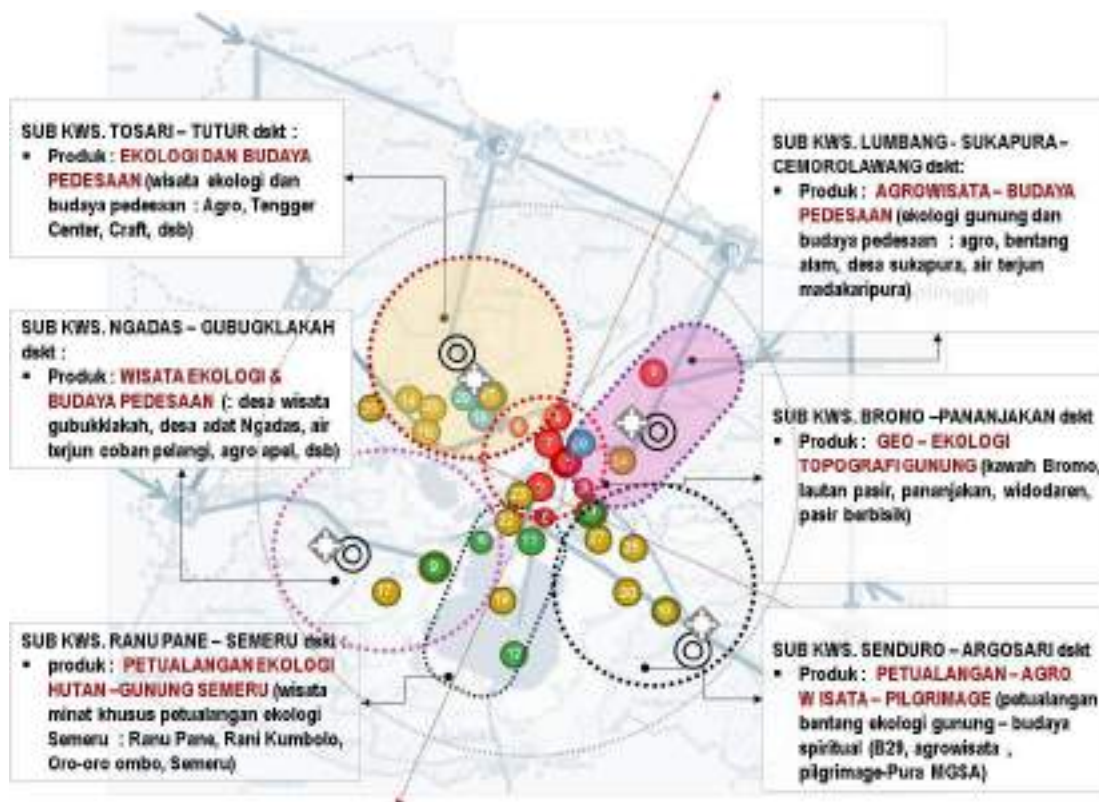 SUB KWS. TOSARI – TUTUR dskt :
▪ Produk : EKOLOGI DAN BUDAYA
PEDESAAN (wisata ekologi dan
budaya pedesaan : Agro, Tengger
Center, Craft, dsb)
SUB KWS. NGADAS – GUBUGKLAKAH
dskt :
▪ Produk : WISATA EKOLOGI &
BUDAYA PEDESAAN (: desa wisata
gubukklakah, desa adat Ngadas, air
terjun coban pelangi, agro apel, dsb)
SUB KWS. RANU PANE – SEMERU dskt :
▪ produk : PETUALANGAN EKOLOGI
HUTAN –GUNUNG SEMERU (wisata
minat khusus petualangan ekologi
Semeru : Ranu Pane, Rani Kumbolo,
Oro-oro ombo, Semeru)
SUB KWS. LUMBANG - SUKAPURA –
CEMOROLAWANG dskt:
▪ Produk : AGROWISATA – BUDAYA
PEDESAAN (ekologi gunung dan
budaya pedesaan : agro, bentang
alam, desa sukapura, air terjun
madakaripura)
SUB KWS. BROMO –PANANJAKAN dskt
▪ Produk : GEO – EKOLOGI
TOPOGRAFI GUNUNG (kawah Bromo,
lautan pasir, pananjakan, widodaren,
pasir berbisik)
SUB KWS. SENDURO – ARGOSARI dskt
▪ Produk : PETUALANGAN – AGRO
WISATA – PILGRIMAGE (petualangan
bantang ekologi gunung – budaya
spiritual (B29, agrowisata ,
pilgrimage-Pura MGSA)
9
17
12